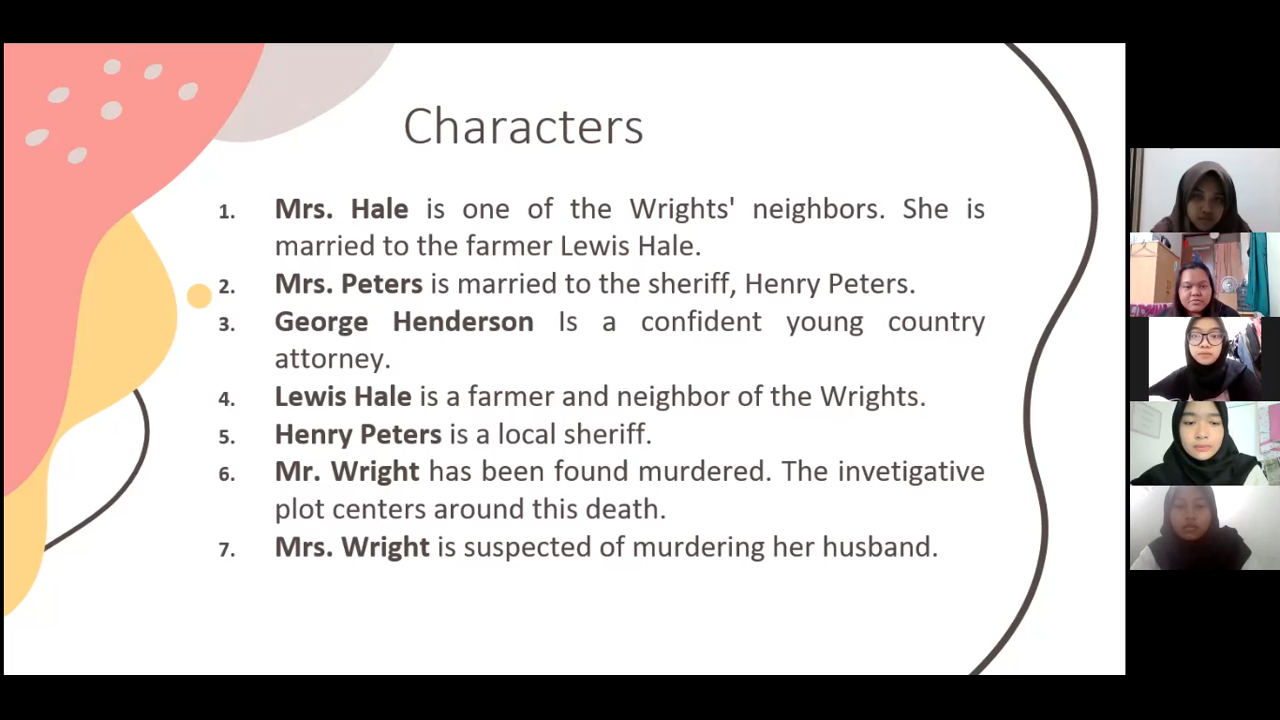 Characters
1. Mrs. Hale is one of the Wrights' neighbors. She is
married to the farmer Lewis Hale.
2. Mrs. Peters is married to the sheriff, Henry Peters.
3. George Henderson Is a confident young country
attorney.
4. Lewis Hale is a farmer and neighbor of the Wrights.
5. Henry Peters is a local sheriff.
6. Mr. Wright has been found murdered. The invetigative
plot centers around this death.
7. Mrs. Wright is suspected of murdering her husband.